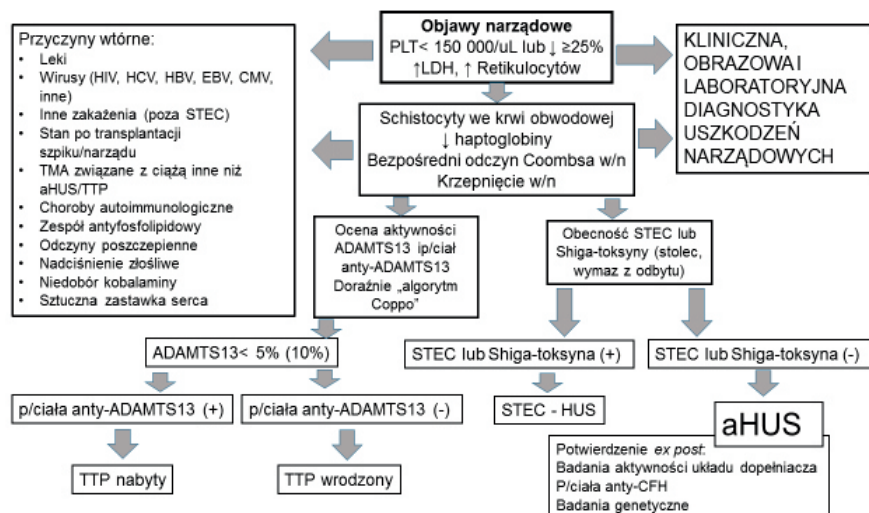 Objawy narządowe
PLT< 150 000/uL lub ↓ ≥25%
↑LDH, ↑ Retikulocytów
Przyczyny wtórne:
• Leki
• Wirusy (HIV, HCV, HBV, EBV, CMV,
inne)
• Inne zakażenia (poza STEC)
• Stan po transplantacji
szpiku/narządu
• TMA związane z ciążą inne niż
aHUS/TTP
• Choroby autoimmunologiczne
• Zespół antyfosfolipidowy
• Odczyny poszczepienne
• Nadciśnienie złośliwe
• Niedobór kobalaminy
• Sztuczna zastawka serca
KLINICZNA,
OBRAZOWA I
LABORATORYJNA
DIAGNOSTYKA
USZKODZEŃ
NARZĄDOWYCH
Schistocyty we krwi obwodowej
↓ haptoglobiny
Bezpośredni odczyn Coombsa w/n
Krzepnięcie w/n
Ocena aktywności
ADAMTS13 ip/ciał
anty-ADAMTS13
Doraźnie „algorytm
Coppo”
Obecność STEC lub
Shiga-toksyny (stolec,
wymaz z odbytu)
ADAMTS13< 5% (10%)
STEC lub Shiga-toksyna (+)
STEC lub Shiga-toksyna (-)
p/ciała anty-ADAMTS13 (+)
p/ciała anty-ADAMTS13 (-)
STEC - HUS
aHUS
TTP nabyty
TTP wrodzony
Potwierdzenie ex post:
Badania aktywności układu dopełniacza
P/ciała anty-CFH
Badania genetyczne